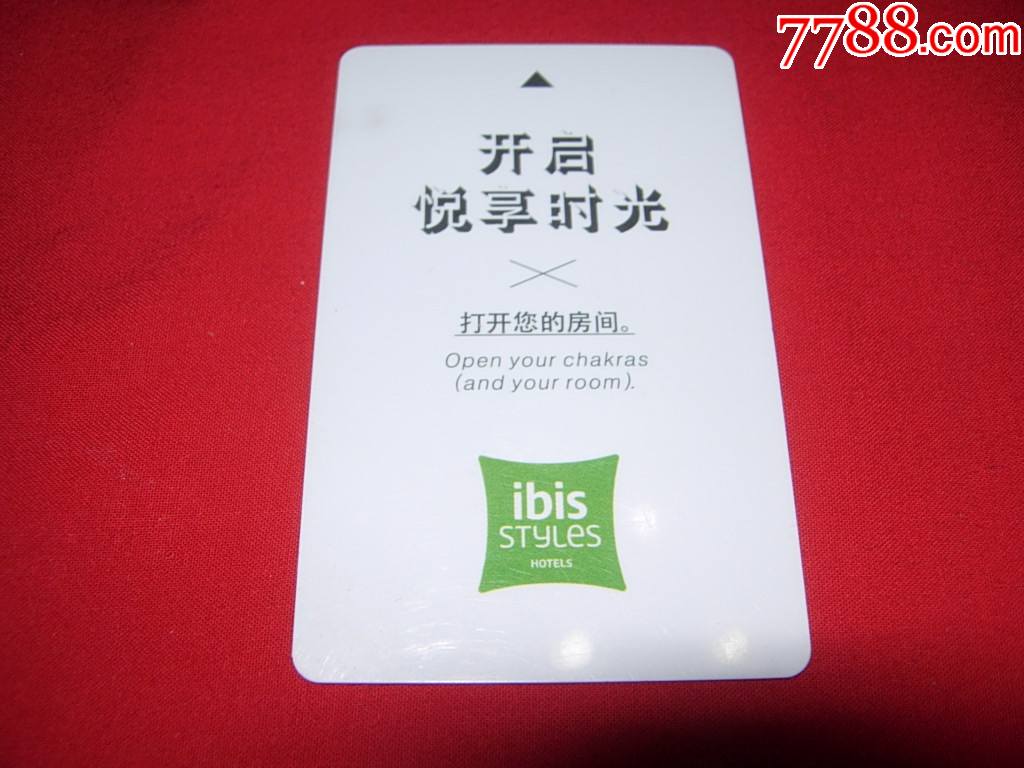 7788.com
开启
悦享时光
打开您的房间。
Open your chakras
(and your room).
ibis
STyLes
HOTELS